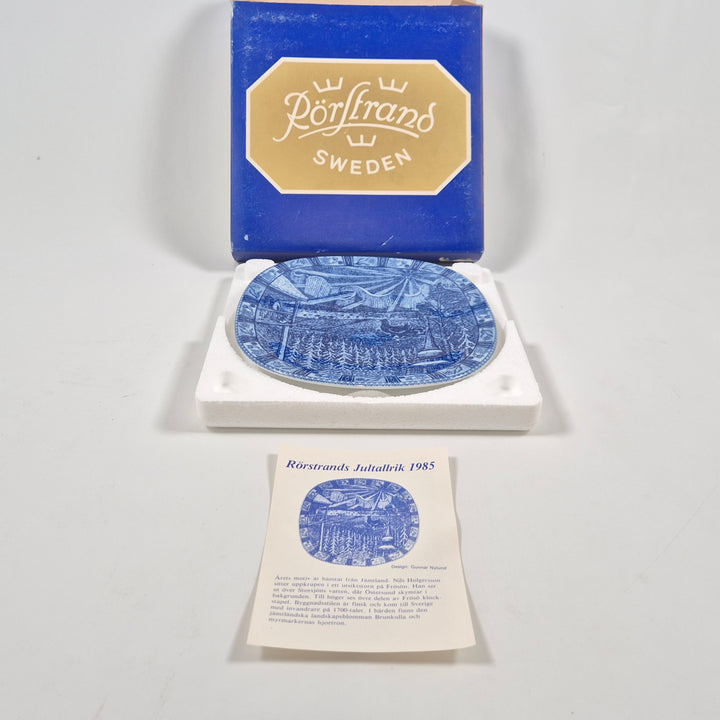 Rörstrand
SWEDEN
Rörstrands Jultallrik 1985
Design: Gunnar Nylund
Årets motiv är hämtat från Jämtland. Nils Holgersson
sitter uppkrupen i ett utsiktstorn på Frösön. Han ser
ut över Storsjöns vatten, där Östersund skymtar i
bakgrunden. Till höger ses övre delen av Frösö klock-
stapel. Byggnadsstilen är finsk och kom till Sverige
med invandrare på 1700-talet. I bården finns den
jämtländska landskapsblomman Brunkulla och
myrmarkernas hjortron.